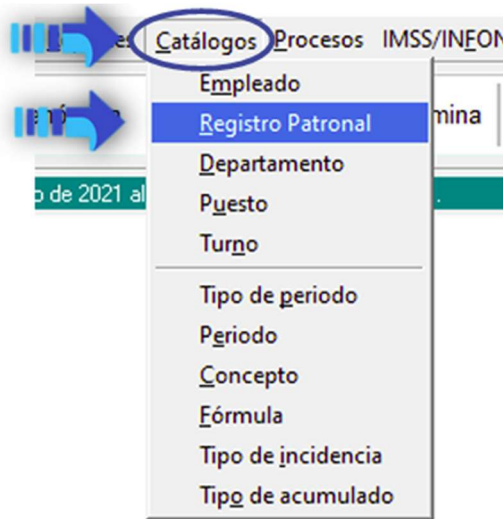 Catálogos Procesos IMSS/INFON
Empleado
Registro Patronal
mina
Departamento
o de 2021 al
Puesto
Turno
Tipo de periodo
Periodo
Concepto
Fórmula
Tipo de incidencia
Tipo de acumulado